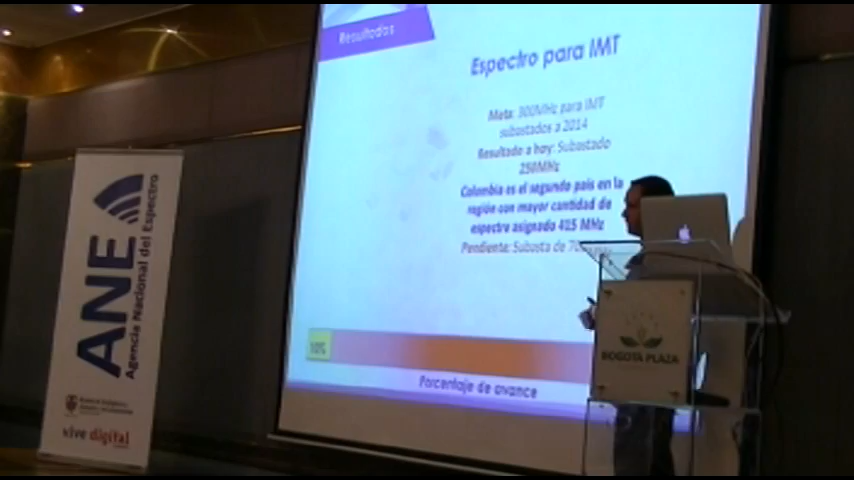 Resultados
Espectro para IMT
Meta: 300MHz para IMT
subastados a 2014
Resultado a hoy: Subastado
250MHz
Colombia es el segundo país en la
región con mayor cantidad de
espectro asignado 415 MHz
Pendiente: Subasta de
Porcentaje de avance
ANE
Agencia Nacional del Espectro
vive digital
BOGOTÁ PLAZA